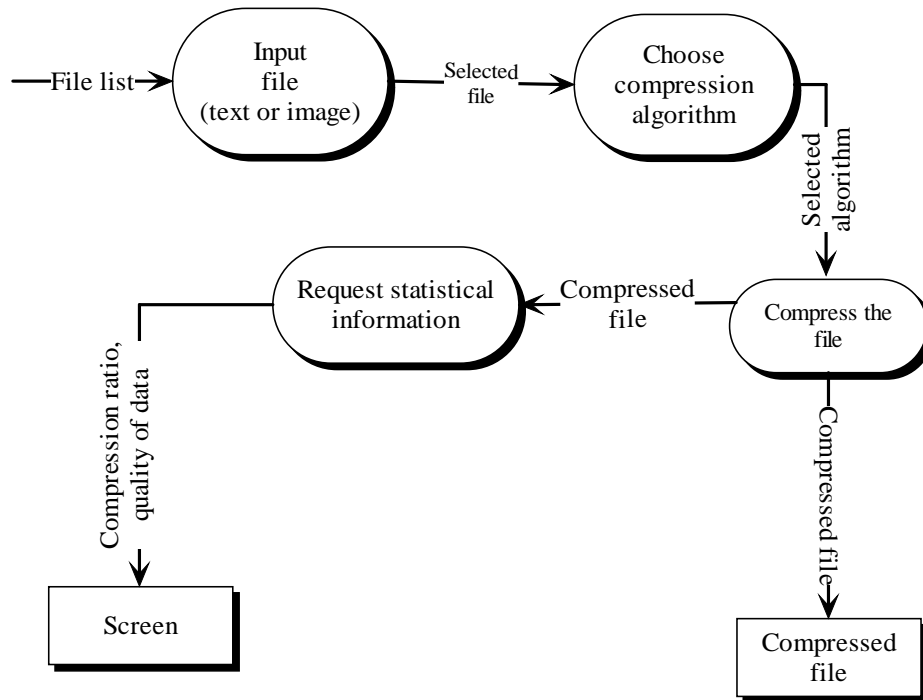 File list
Input
file
(text or image)
Selected
file
Choose
compression
algorithm
Selected
algorithm
Request statistical
information
Compressed
file
Compress the
file
Compression ratio,
quality of data
Compressed file
Screen
Compressed
file